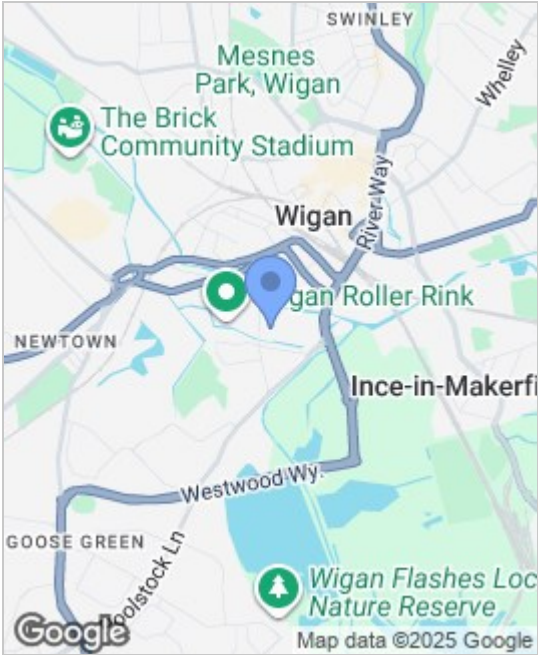 SWINLEY
Mesnes
Park, Wigan
Whelley
The Brick
Community Stadium
River Way
Wigan
gan Roller Rink
NEWTOWN
Ince-in-Makerfi
Westwood Wy.
GOOSE GREEN
oolstock Ln
Wigan Flashes Loc
Nature Reserve
Google
Map data ©2025 Google